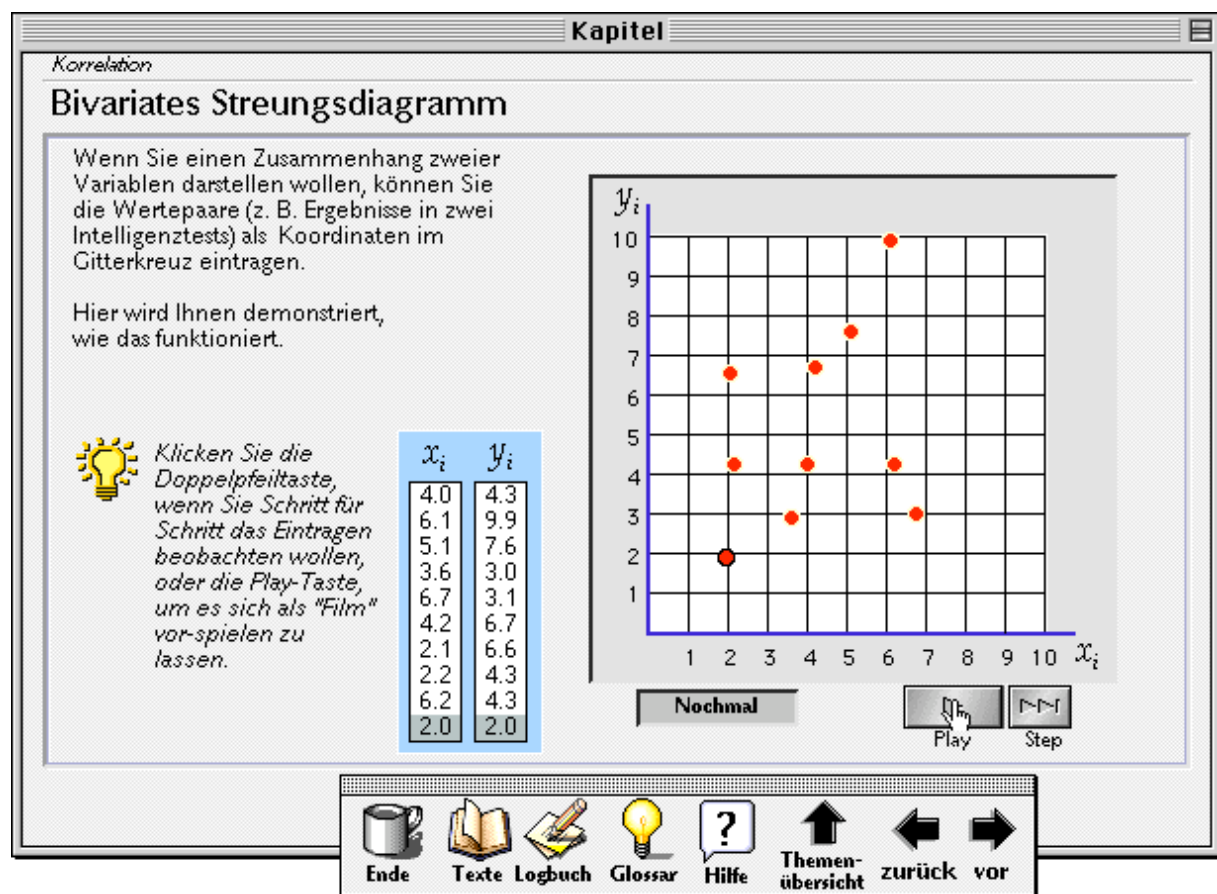 Kapitel
Korrelation
Bivariates Streungsdiagramm
Wenn Sie einen Zusammenhang zweier
Variablen darstellen wollen, können Sie
die Wertepaare (z. B. Ergebnisse in zwei
Intelligenztests) als Koordinaten im
Gitterkreuz eintragen.
Hier wird Ihnen demonstriert,
wie das funktioniert.
Klicken Sie die
Doppelpfeiltaste,
wenn Sie Schritt für
Schritt das Eintragen
beobachten wollen,
oder die Play-Taste,
um es sich als "Film"
vor-spielen zu
lassen.
xi yi
4.0 4.3
6.1 9.9
5.1 7.6
3.6 3.0
6.7 3.1
4.2 6.7
2.1 6.6
2.2 4.3
6.2 4.3
2.0 2.0
yi
10
9
8
7
6
5
4
3
2
1
1 2 3 4 5 6 7 8 9 10 xi
Nochmal
Play Step
Ende Texte Logbuch Glossar Hilfe Themen-
übersicht zurück vor